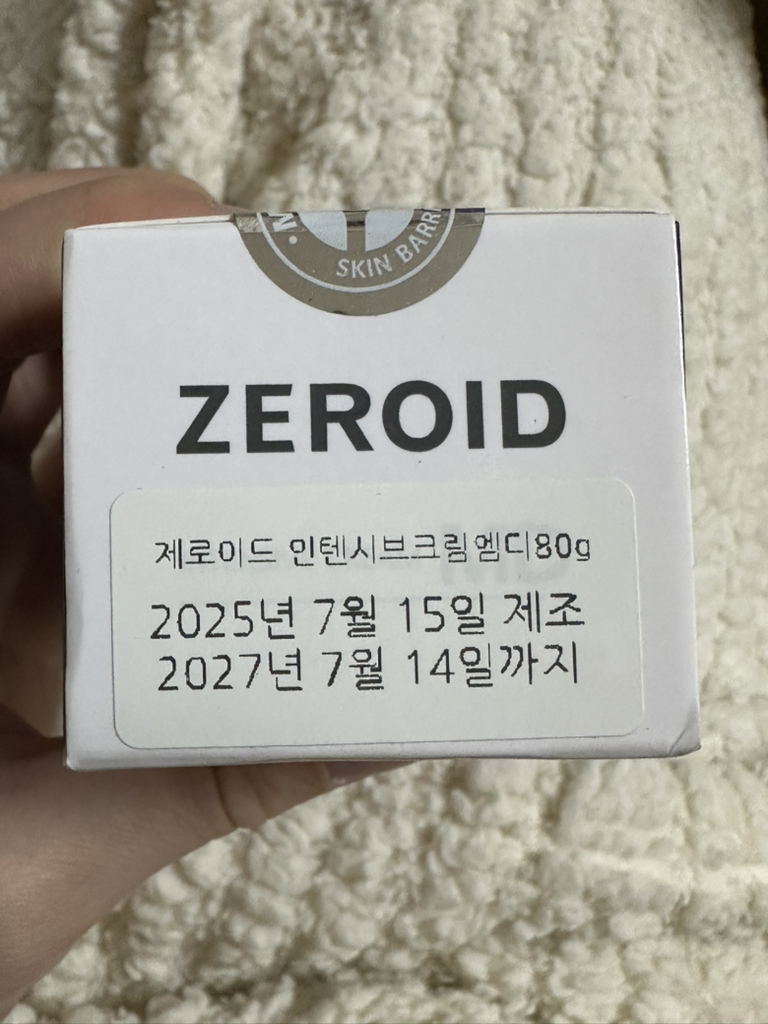 SKIN BARR
ZEROID
제로이드 인텐시브크림엠디80g
2025년 7월 15일 제조
2027년 7월 14일까지